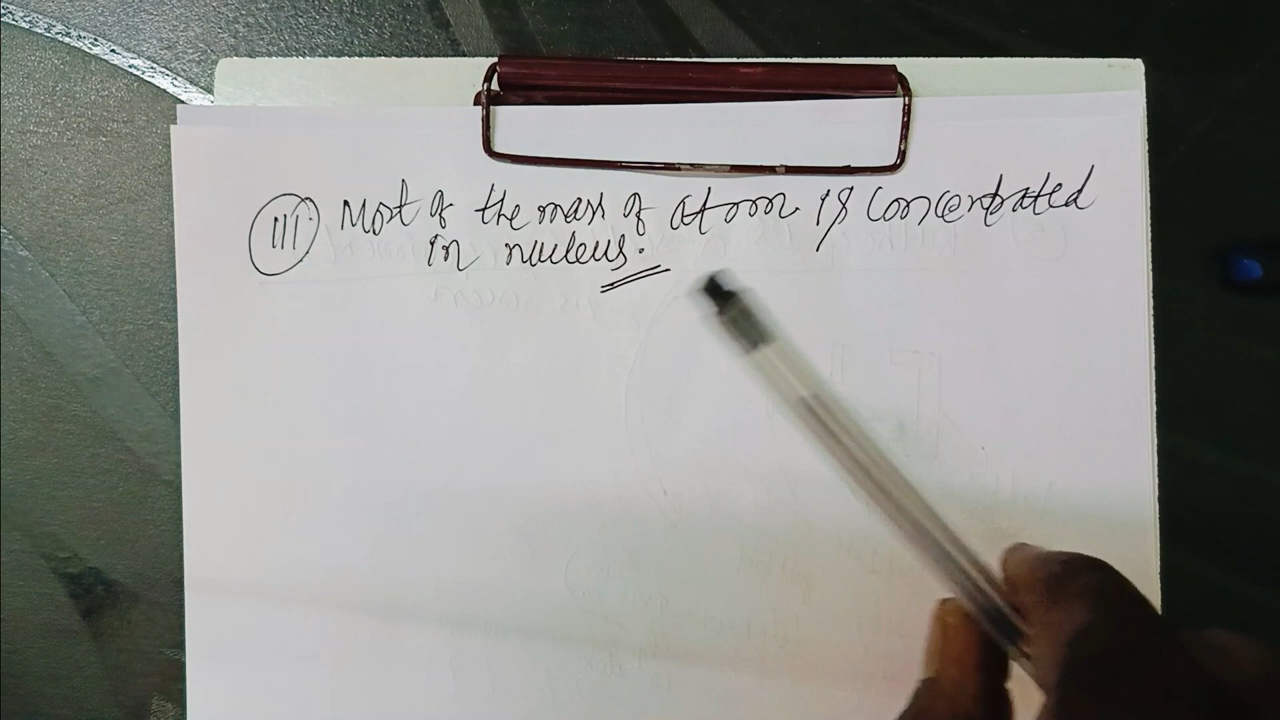 III Most of the mass of atom is concentrated
in nucleus.